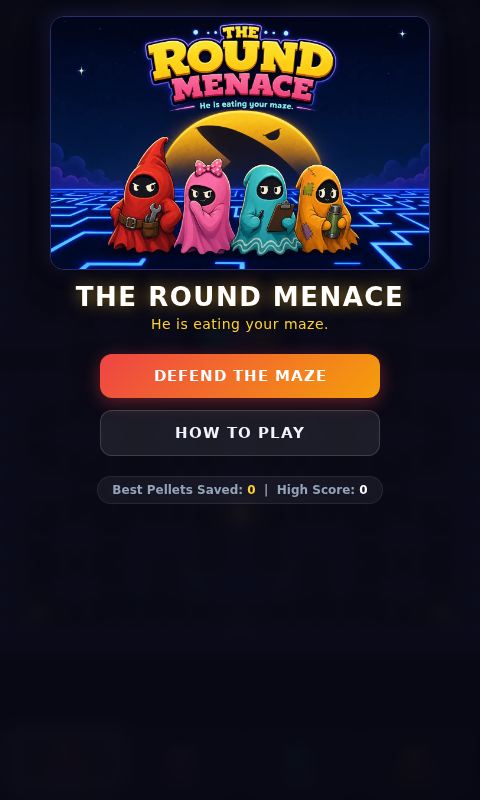 THE
ROUND
MENACE
He is eating your maze.
THE ROUND MENACE
He is eating your maze.
DEFEND THE MAZE
HOW TO PLAY
Best Pellets Saved: 0 | High Score: 0